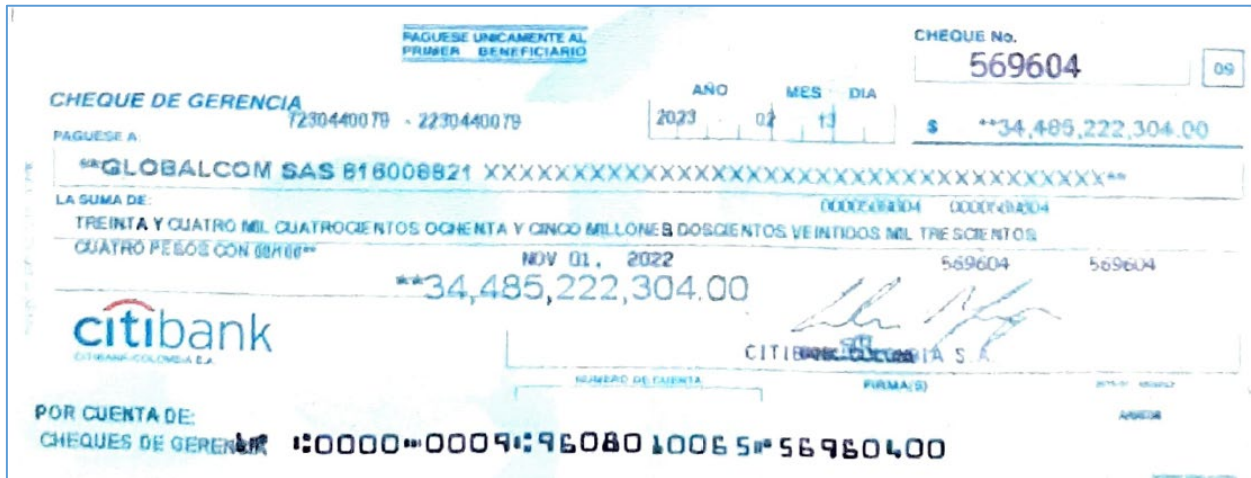 PAGUESE UNICAMENTE AL
PRIMER BENEFICIARIO
CHEQUE No.
569604
09
CHEQUE DE GERENCIA
7230440079 - 2230440079
AÑO MES DIA
2023 02 13
$ **34,485,222,304.00
PAGUESE A:
**GLOBALCOM SAS 816008821 XXXXXXXXXXXXXXXXXXXXXXXXXXXXXXXXXXXXXXXXX**
LA SUMA DE:
TREINTA Y CUATRO MIL CUATROCIENTOS OCHENTA Y CINCO MILLONES DOSCIENTOS VEINTIDOS MIL TRESCIENTOS
CUATRO PESOS CON 00/100**
NOV 01, 2022
569604 569604
**34,485,222,304.00
citibank
CITIBANK-COLOMBIA S.A.
CITIBANK COLOMBIA S.A.
NUMERO DE CUENTA
FIRMA(S)
POR CUENTA DE:
CHEQUES DE GERENCIA
⑆0000⑉0009⑆96080 10065⑈56960400